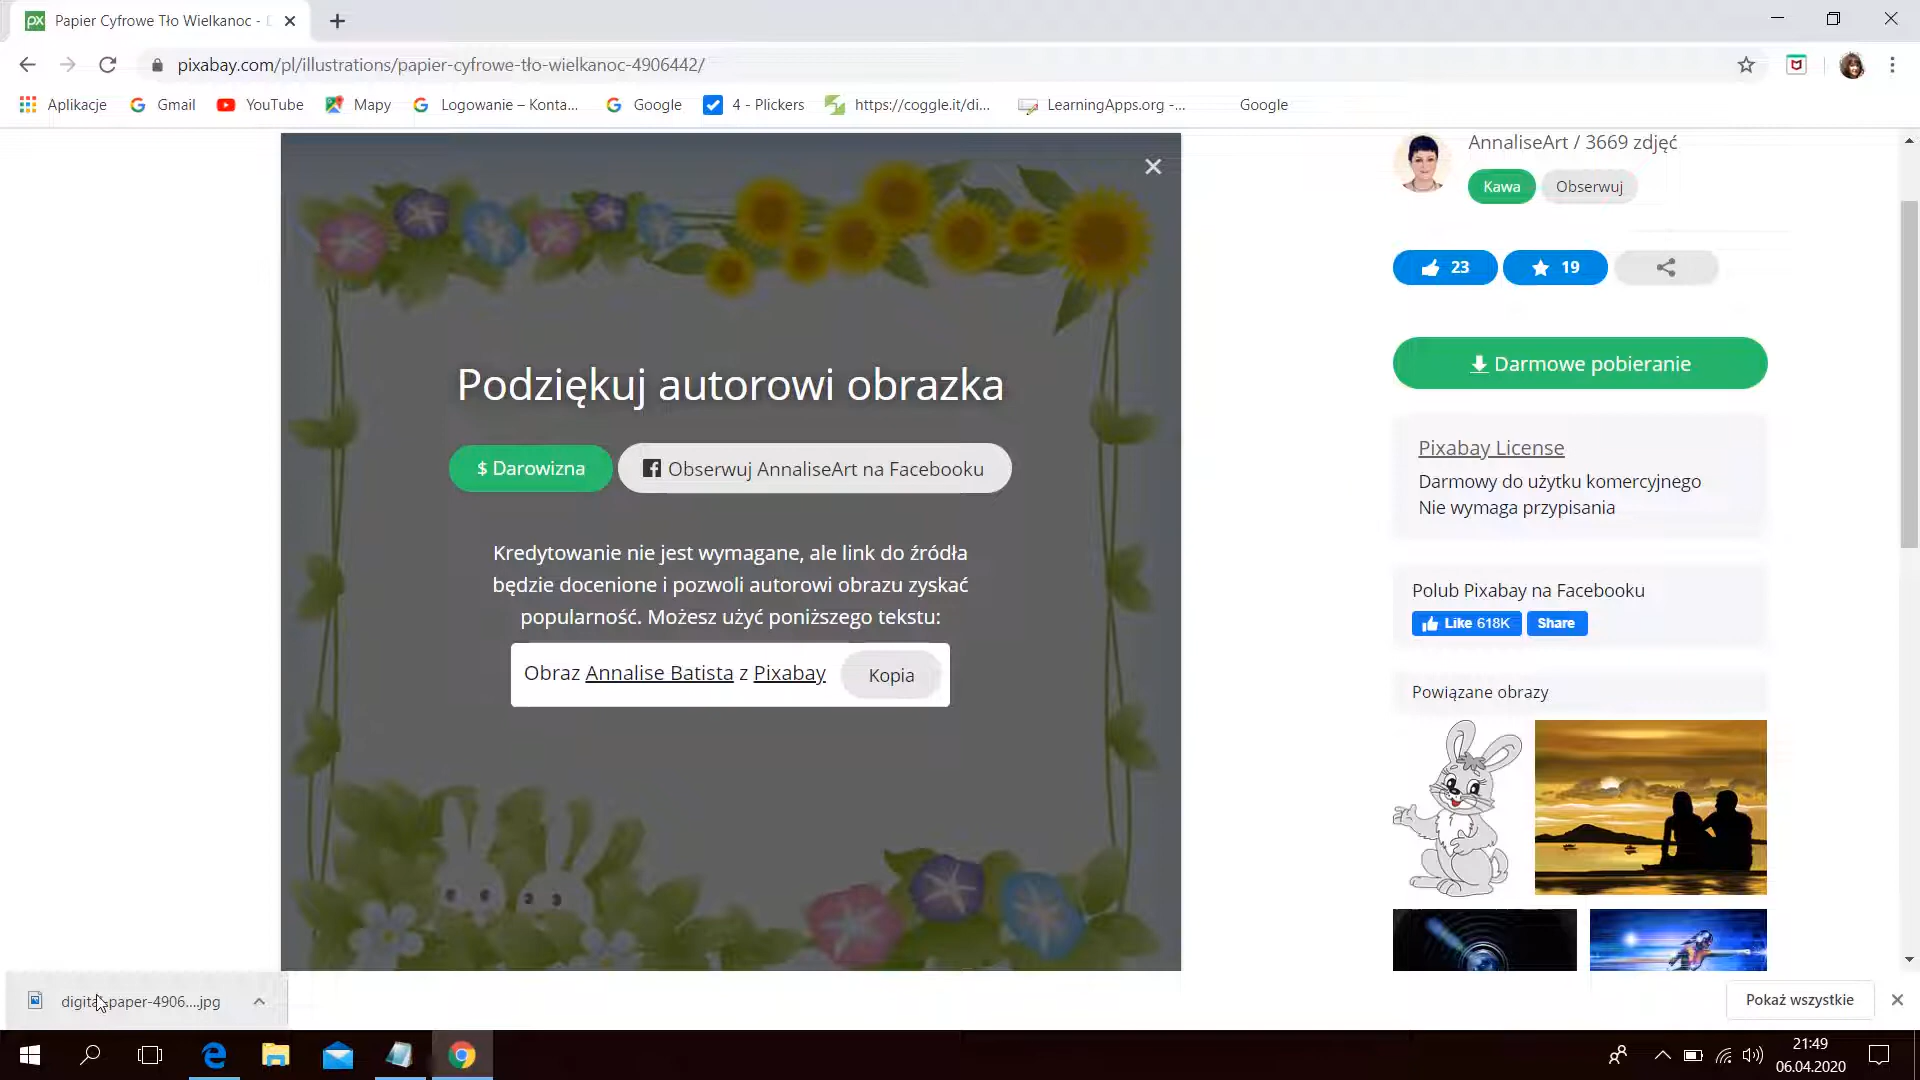 Papier Cyfrowe Tło Wielkanoc -
pixabay.com/pl/illustrations/papier-cyfrowe-tło-wielkanoc-4906442/
Aplikacje
Gmail
YouTube
Mapy
Logowanie – Konta...
Google
4 - Plickers
https://coggle.it/di...
LearningApps.org -...
Google
AnnaliseArt / 3669 zdjęć
Kawa
Obserwuj
23
19
Darmowe pobieranie
Podziękuj autorowi obrazka
$ Darowizna
Obserwuj AnnaliseArt na Facebooku
Kredytowanie nie jest wymagane, ale link do źródła
będzie docenione i pozwoli autorowi obrazu zyskać
popularność. Możesz użyć poniższego tekstu:
Obraz Annalise Batista z Pixabay
Kopia
Pixabay License
Darmowy do użytku komercyjnego
Nie wymaga przypisania
Polub Pixabay na Facebooku
Like 618K
Share
Powiązane obrazy
digital-paper-4906....jpg
Pokaż wszystkie
21:49
06.04.2020